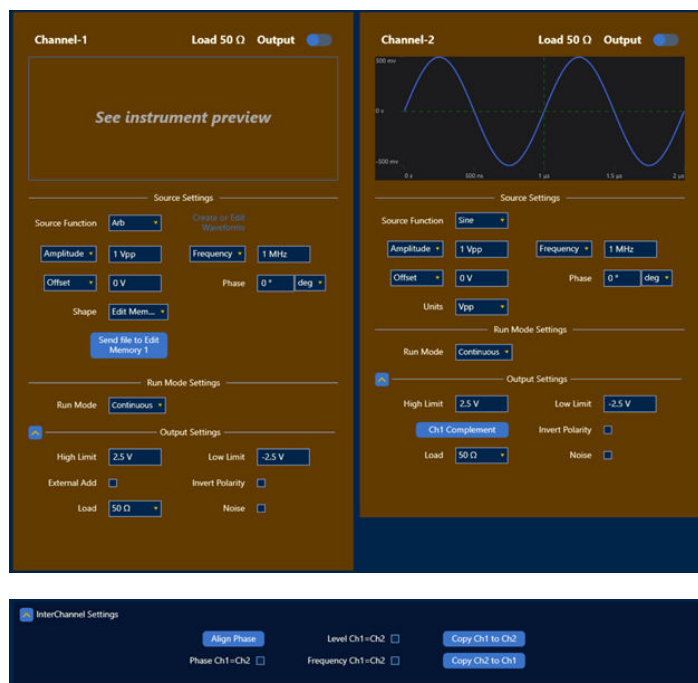 Channel-1 Load 50 Ω Output
See instrument preview
Source Settings
Source Function Arb Create or Edit Waveforms
Amplitude 1 Vpp Frequency 1 MHz
Offset 0 V Phase 0 ° deg
Shape Edit Mem...
Send file to Edit
Memory 1
Run Mode Settings
Run Mode Continuous
Output Settings
High Limit 2.5 V Low Limit -2.5 V
External Add Invert Polarity
Load 50 Ω Noise
Channel-2 Load 50 Ω Output
500 mv
0 v
-500 mv
0 s 500 ns 1 µs 1.5 µs 2 µs
Source Settings
Source Function Sine
Amplitude 1 Vpp Frequency 1 MHz
Offset 0 V Phase 0 ° deg
Units Vpp
Run Mode Settings
Run Mode Continuous
Output Settings
High Limit 2.5 V Low Limit -2.5 V
Ch1 Complement Invert Polarity
Load 50 Ω Noise
InterChannel Settings
Align Phase Level Ch1=Ch2 Copy Ch1 to Ch2
Phase Ch1=Ch2 Frequency Ch1=Ch2 Copy Ch2 to Ch1